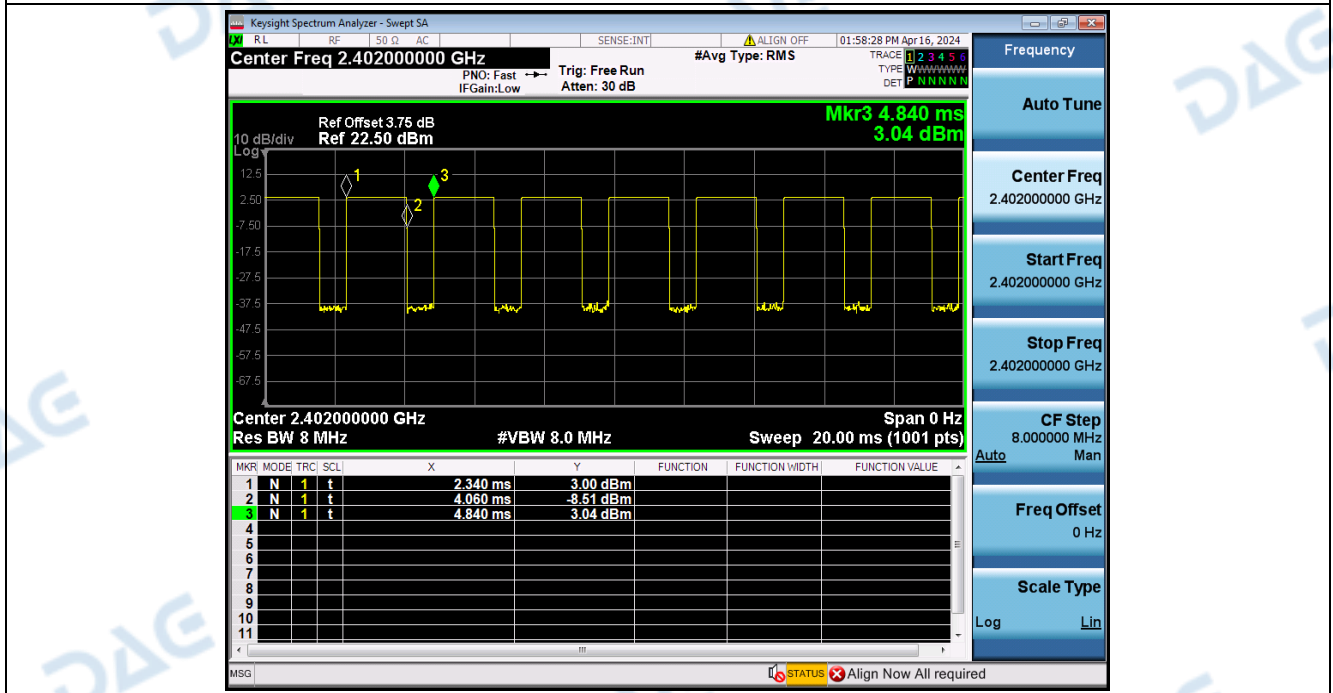 Keysight Spectrum Analyzer - Swept SA
LXI RL RF 50 Ω AC SENSE:INT ALIGN OFF 01:58:28 PM Apr 16, 2024
Center Freq 2.402000000 GHz #Avg Type: RMS TRACE 1 2 3 4 5 6
PNO: Fast Trig: Free Run TYPE WWWWWW
IFGain:Low Atten: 30 dB DET P N N N N N
Mkr3 4.840 ms
3.04 dBm
Ref Offset 3.75 dB
10 dB/div Ref 22.50 dBm
Log
12.5
2.50
-7.50
-17.5
-27.5
-37.5
-47.5
-57.5
-67.5
1
2
3
Center 2.402000000 GHz Span 0 Hz
Res BW 8 MHz #VBW 8.0 MHz Sweep 20.00 ms (1001 pts)
MKR MODE TRC SCL X Y FUNCTION FUNCTION WIDTH FUNCTION VALUE
1 N 1 t 2.340 ms 3.00 dBm
2 N 1 t 4.060 ms -8.51 dBm
3 N 1 t 4.840 ms 3.04 dBm
4
5
6
7
8
9
10
11
MSG STATUS Align Now All required
Frequency
Auto Tune
Center Freq
2.402000000 GHz
Start Freq
2.402000000 GHz
Stop Freq
2.402000000 GHz
CF Step
8.000000 MHz
Auto Man
Freq Offset
0 Hz
Scale Type
Log Lin
DAG
DAG
DAG